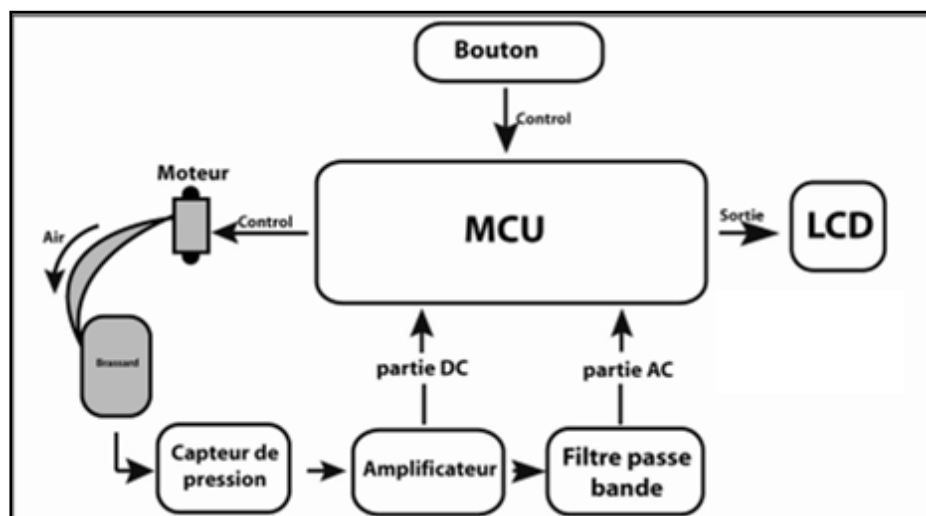 Bouton
Control
Moteur
Control
Air
MCU
Sortie
LCD
Brassard
partie DC
partie AC
Capteur de
pression
Amplificateur
Filtre passe
bande